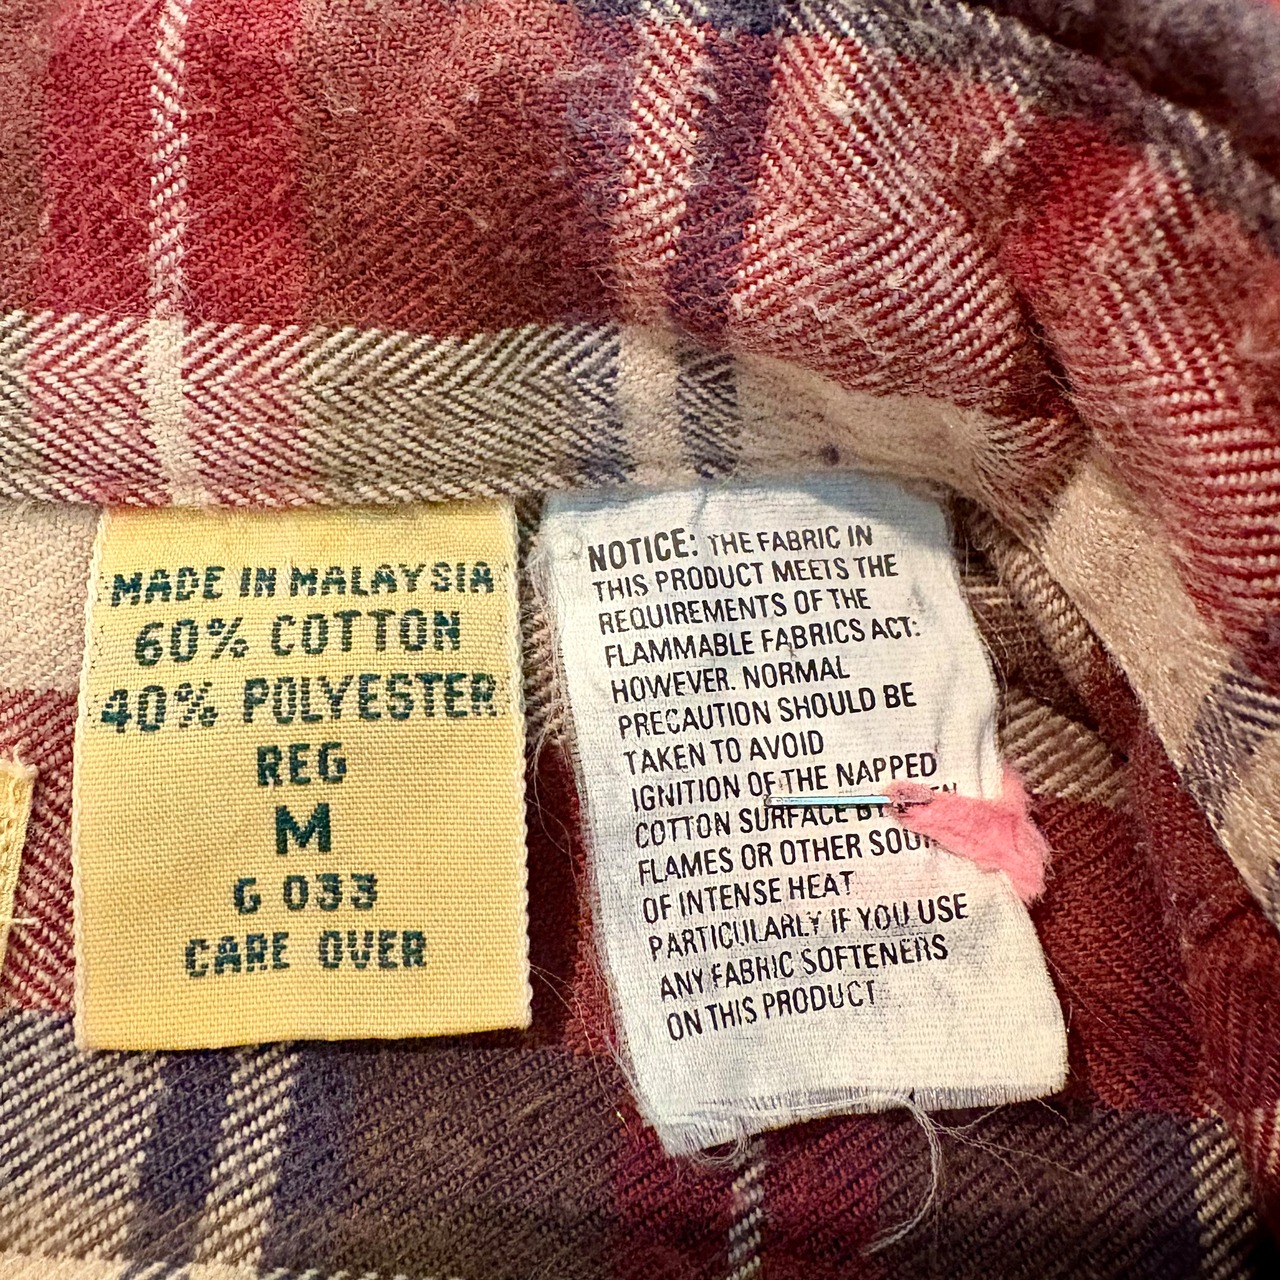 MADE IN MALAYSIA
60% COTTON
40% POLYESTER
REG
M
G 033
CARE OVER
NOTICE: THE FABRIC IN
THIS PRODUCT MEETS THE
REQUIREMENTS OF THE
FLAMMABLE FABRICS ACT:
HOWEVER. NORMAL
PRECAUTION SHOULD BE
TAKEN TO AVOID
IGNITION OF THE NAPPED
COTTON SURFACE BY
FLAMES OR OTHER
OF INTENSE HEAT
PARTICULARLY IF YOU USE
ANY FABRIC SOFTENERS
ON THIS PRODUCT